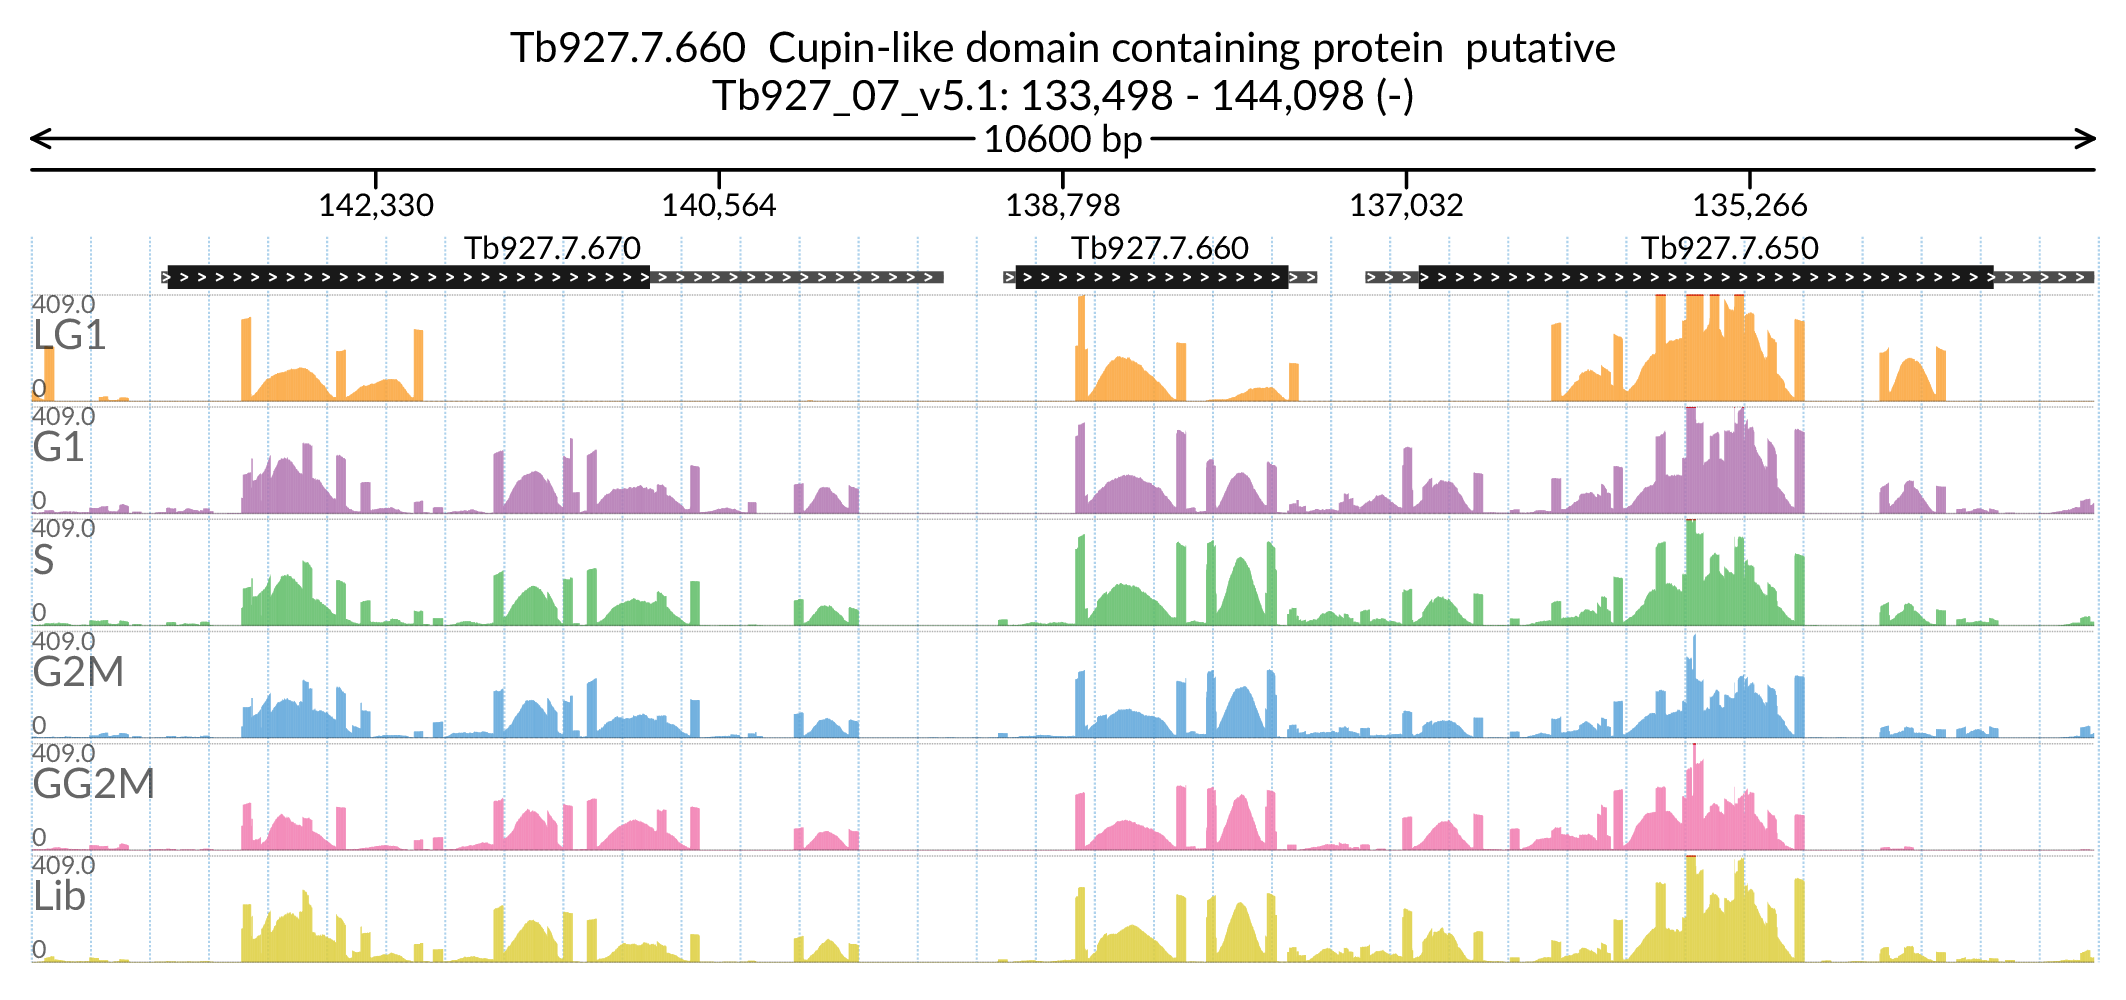 Tb927.7.660  Cupin-like domain containing protein  putative
Tb927_07_v5.1: 133,498 - 144,098 (-)
10600 bp
142,330 140,564 138,798 137,032 135,266
Tb927.7.670 Tb927.7.660 Tb927.7.650
409.0
LG1
0
409.0
G1
0
409.0
S
0
409.0
G2M
0
409.0
GG2M
0
409.0
Lib
0